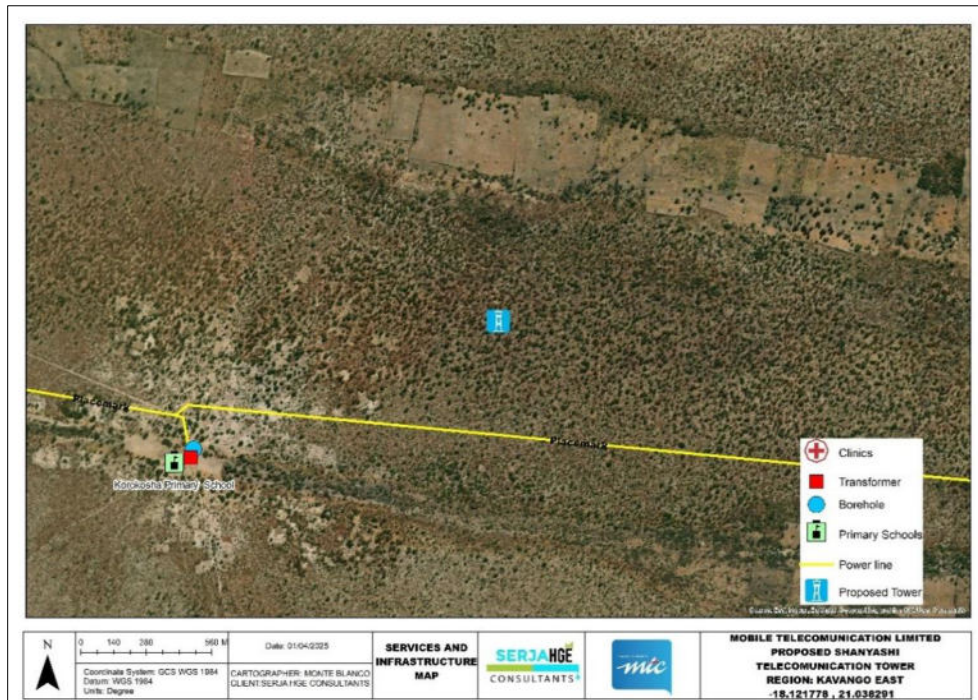 Placemark
Placemark
Korokosha Primary School
Clinics
Transformer
Borehole
Primary Schools
Power line
Proposed Tower
N
0 140 280 560 M
Coordinate System: GCS WGS 1984
Datum: WGS 1984
Units: Degree
Date: 01/04/2025
CARTOGRAPHER: MONTE BLANCO
CLIENT:SERJA HGE CONSULTANTS
SERVICES AND
INFRASTRUCTURE
MAP
SERJAHGE
CONSULTANTS
mtc
MOBILE TELECOMMUNICATION LIMITED
PROPOSED SHANYASHI
TELECOMUNICATION TOWER
REGION: KAVANGO EAST
-18.121778 , 21.038291